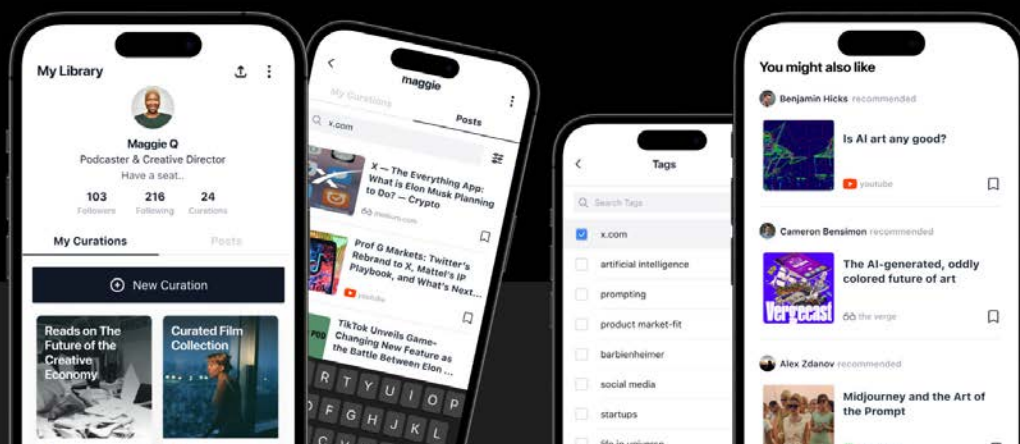 My Library
Maggie Q
Podcaster & Creative Director
Have a seat..
103 216 24
Followers Following Curations
My Curations Posts
New Curation
Reads on The
Future of the
Creative
Economy
Curated Film
Collection
maggie
My Curations Posts
x.com
X — The Everything App:
What is Elon Musk Planning
to Do? — Crypto
medium.com
Prof G Markets: Twitter's
Rebrand to X, Mattel's IP
Playbook, and What's Next...
youtube
POD
TikTok Unveils Game-
Changing New Feature as
the Battle Between Elon ...
R T Y U I O P
F G H J K L
C V
Tags
Search Tags
x.com
artificial intelligence
prompting
product market-fit
barbienheimer
social media
startups
life in universe
You might also like
Benjamin Hicks recommended
Is AI art any good?
youtube
Cameron Bensimon recommended
The AI-generated, oddly
colored future of art
Vergecast
the verge
Alex Zdanov recommended
Midjourney and the Art of
the Prompt